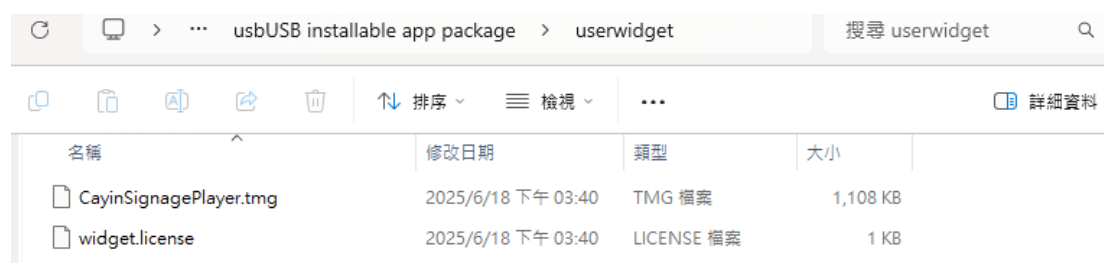 usbUSB installable app package > userwidget 搜尋 userwidget
排序 檢視 詳細資料
名稱 修改日期 類型 大小
CayinSignagePlayer.tmg 2025/6/18 下午 03:40 TMG 檔案 1,108 KB
widget.license 2025/6/18 下午 03:40 LICENSE 檔案 1 KB